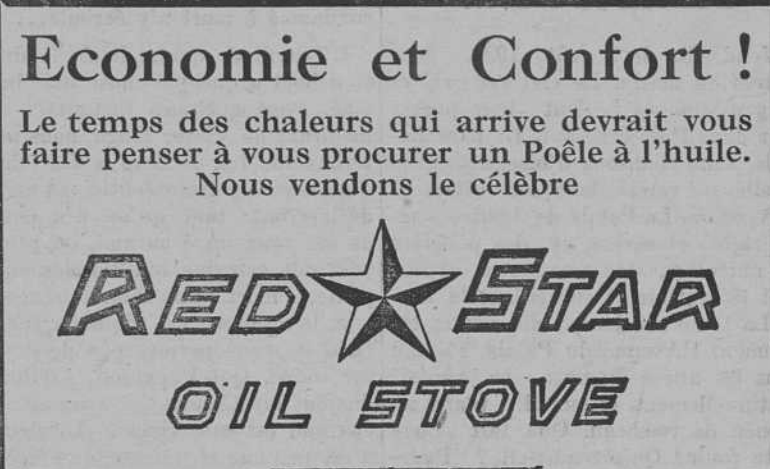 Economie et Confort !
Le temps des chaleurs qui arrive devrait vous
faire penser à vous procurer un Poêle à l'huile.
Nous vendons le célèbre
RED STAR
OIL STOVE